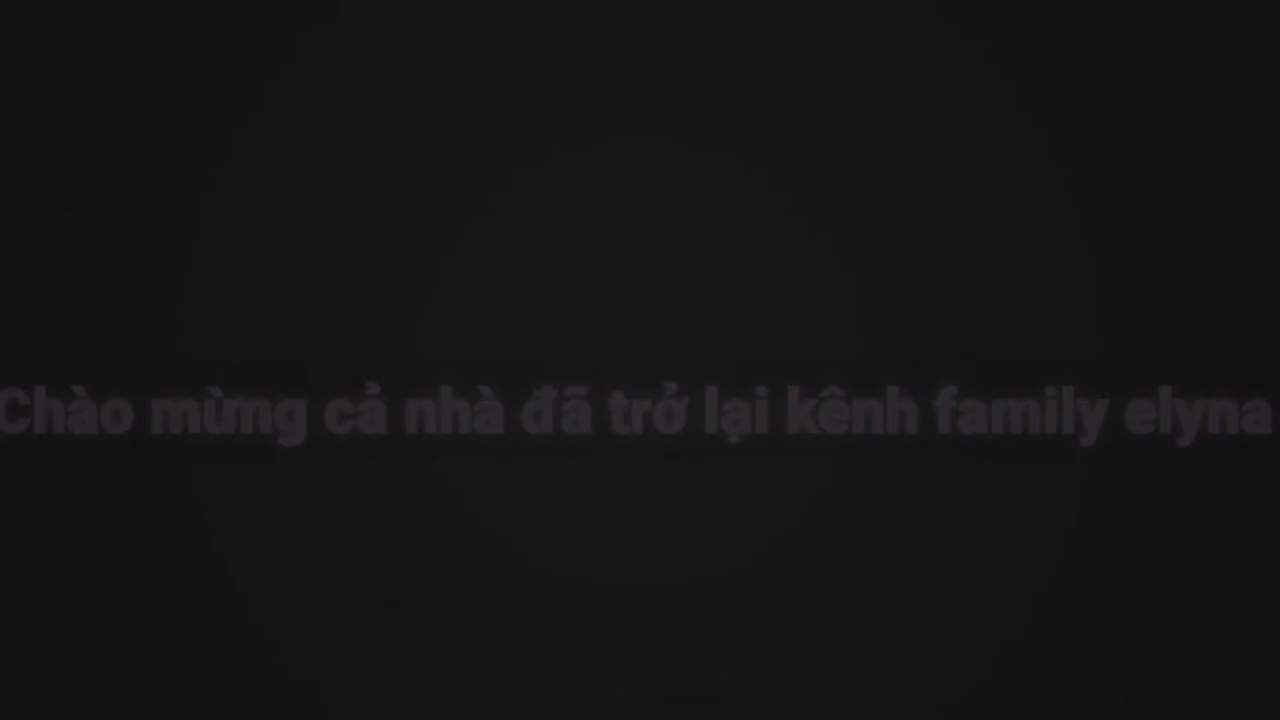 Chào mừng cả nhà đã trở lại kênh family elyna